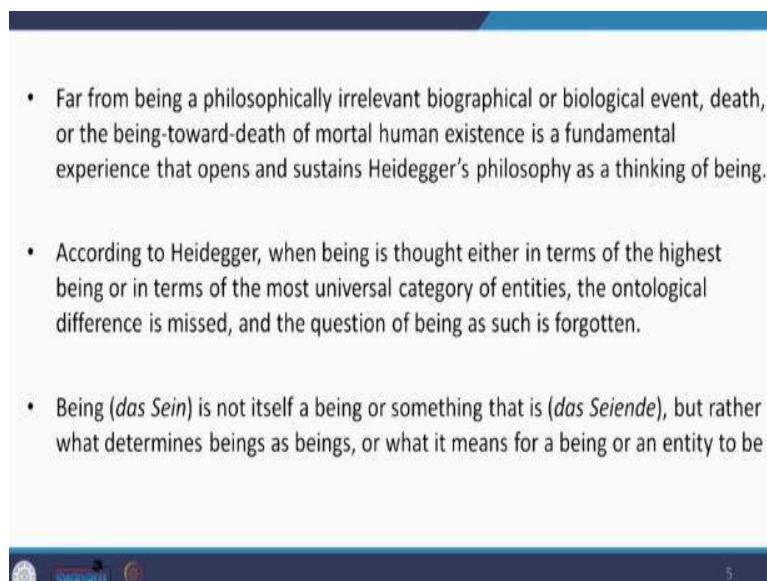 • Far from being a philosophically irrelevant biographical or biological event, death,
or the being-toward-death of mortal human existence is a fundamental
experience that opens and sustains Heidegger's philosophy as a thinking of being.
• According to Heidegger, when being is thought either in terms of the highest
being or in terms of the most universal category of entities, the ontological
difference is missed, and the question of being as such is forgotten.
• Being (das Sein) is not itself a being or something that is (das Seiende), but rather
what determines beings as beings, or what it means for a being or an entity to be
5